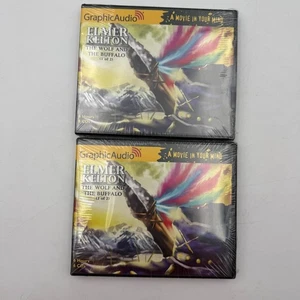 GraphicAudio
A MOVIE IN YOUR MIND
ELMER
KELTON
THE WOLF AND
THE BUFFALO
GraphicAudio
A MOVIE IN YOUR MIND
ELMER
KELTON
THE WOLF AND
THE BUFFALO